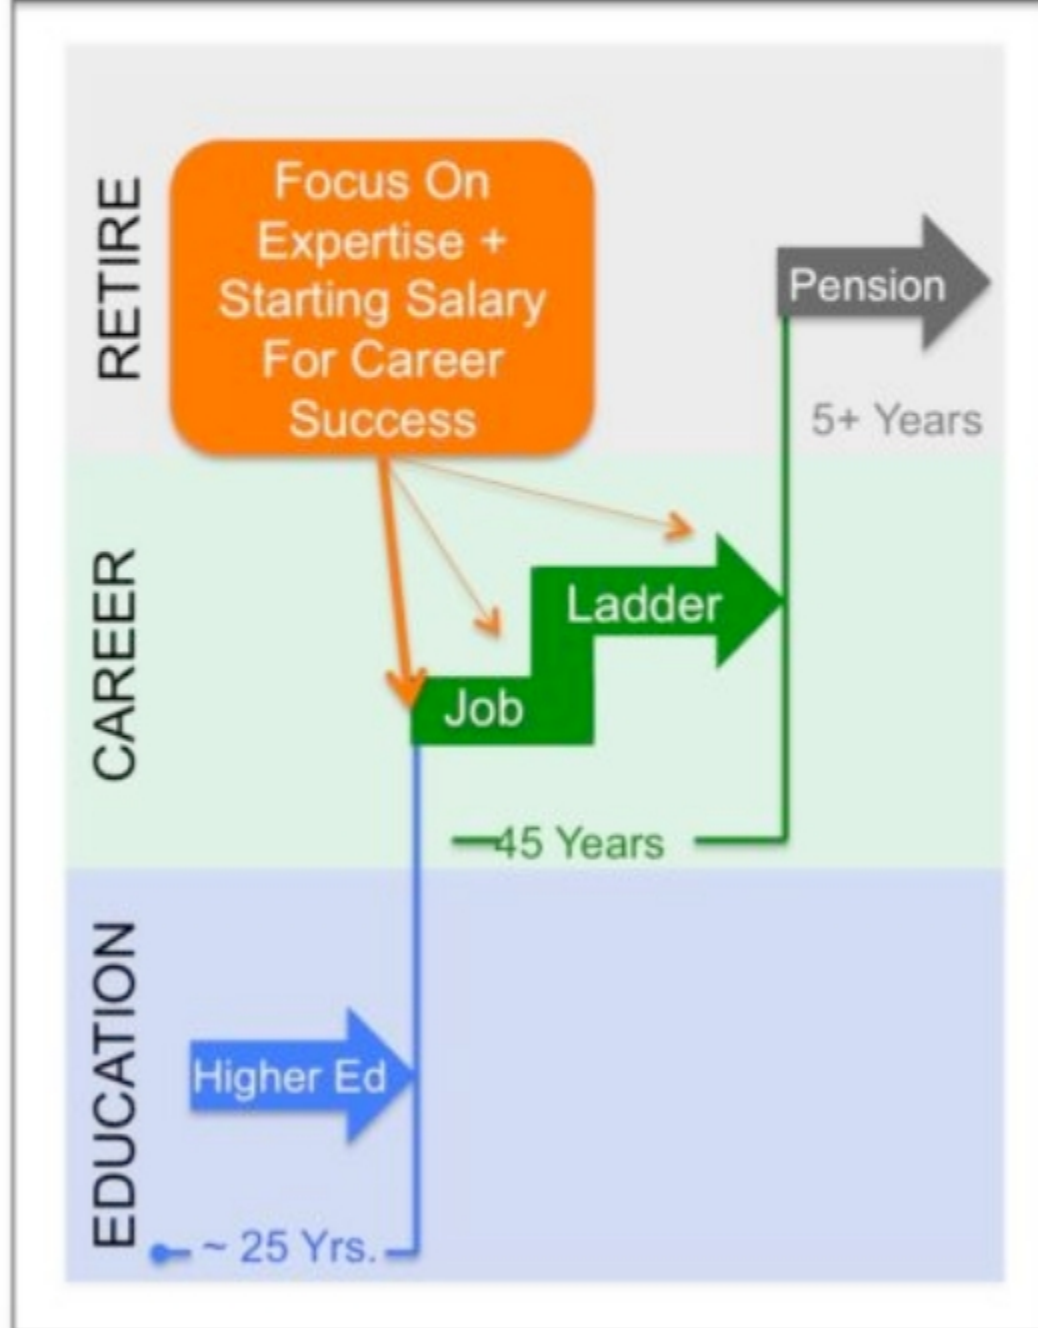 RETIRE
Focus On
Expertise +
Starting Salary
For Career
Success
Pension
5+ Years
CAREER
Ladder
Job
45 Years
EDUCATION
Higher Ed
~ 25 Yrs.